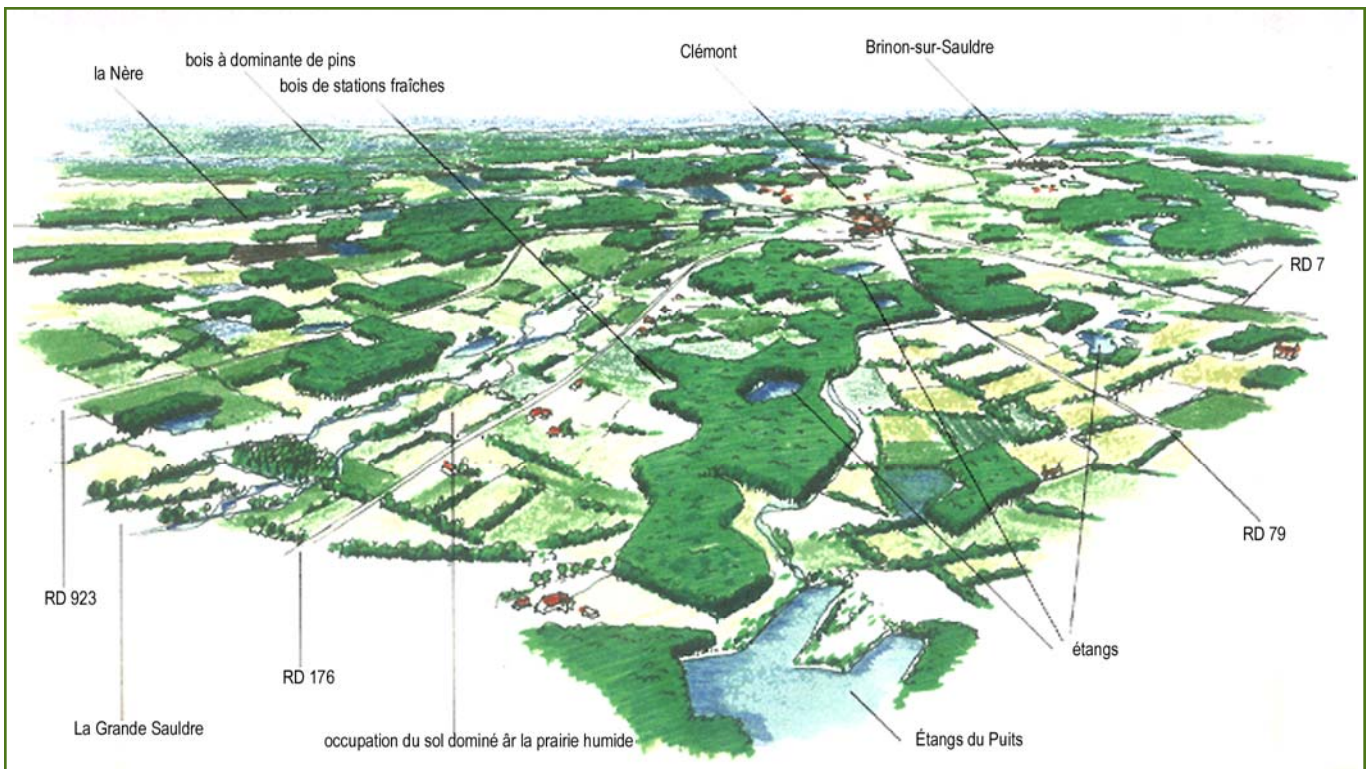 Brinon-sur-Sauldre
Clémont
bois à dominante de pins
la Nère
bois de stations fraîches
RD 7
RD 79
RD 923
étangs
RD 176
La Grande Sauldre
occupation du sol dominé âr la prairie humide
Étangs du Puits